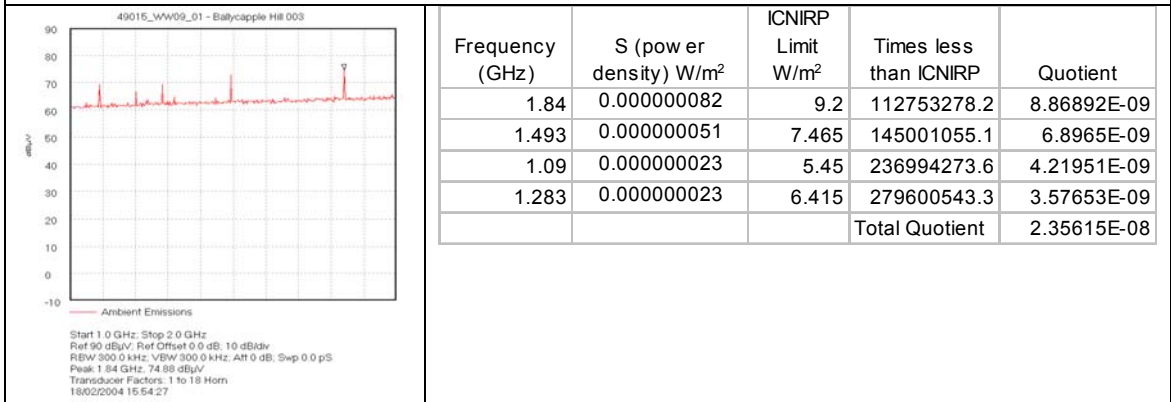 49015_WW09_01 - Ballycapple Hill 003
90
80
70
60
50
40
30
20
10
0
-10
dBµV
Ambient Emissions
Start 1.0 GHz; Stop 2.0 GHz
Ref 90 dBµV; Ref Offset 0.0 dB; 10 dB/div
RBW 300.0 kHz; VBW 300.0 kHz; Att 0 dB; Swp 0.0 pS
Peak 1.84 GHz, 74.88 dBµV
Transducer Factors: 1 to 18 Horn
18/02/2004 15:54:27
Frequency (GHz) S (pow er density) W/m² ICNIRP Limit W/m² Times less than ICNIRP Quotient
1.84 0.000000082 9.2 112753278.2 8.86892E-09
1.493 0.000000051 7.465 145001055.1 6.8965E-09
1.09 0.000000023 5.45 236994273.6 4.21951E-09
1.283 0.000000023 6.415 279600543.3 3.57653E-09
Total Quotient 2.35615E-08